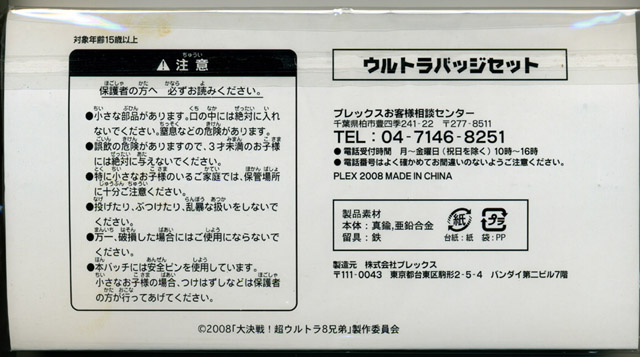 対象年齢15歳以上
⚠注意
保護者の方へ 必ずお読みください。
●小さな部品があります。口の中には絶対に入れ
ないでください。窒息などの危険があります。
●誤飲の危険がありますので、3才未満のお子様
には絶対に与えないでください。
●特に小さなお子様のいるご家庭では、保管場所
に十分ご注意ください。
●投げたり、ぶつけたり、乱暴な扱いをしないで
ください。
●万一、破損した場合にはご使用にならないで
ください。
●本バッチには安全ピンを使用しています。
小さなお子様の場合、つけはずしなどは保護者
の方が行ってあげてください。
ウルトラバッジセット
プレックスお客様相談センター
千葉県柏市豊四季241-22 〒277-8511
TEL: 04-7146-8251
●電話受付時間 月~金曜日(祝日を除く)10時~16時
●電話番号はよく確かめてお間違いのないようご注意ください。
PLEX 2008 MADE IN CHINA
製品素材
本体:真鍮,亜鉛合金
留具:鉄
紙
台紙:紙
プラ
袋:PP
製造元 株式会社プレックス
〒111-0043 東京都台東区駒形2-5-4 バンダイ第二ビル7階
©2008「大決戦!超ウルトラ8兄弟」製作委員会